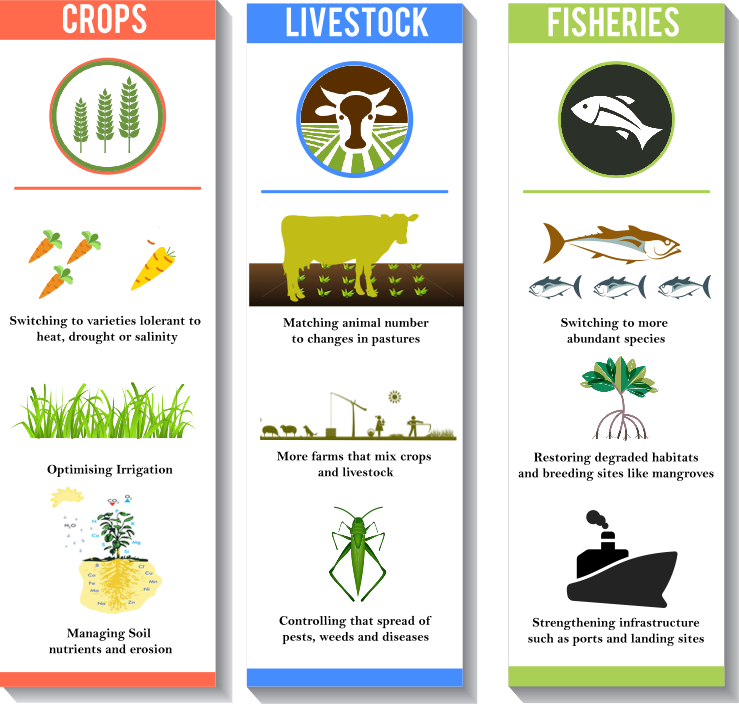 CROPS
Switching to varieties lolerant to
heat, drought or salinity
Optimising Irrigation
H₂O
Managing Soil
nutrients and erosion
LIVESTOCK
Matching animal number
to changes in pastures
More farms that mix crops
and livestock
Controlling that spread of
pests, weeds and diseases
FISHERIES
Switching to more
abundant species
Restoring degraded habitats
and breeding sites like mangroves
Strengthening infrastructure
such as ports and landing sites